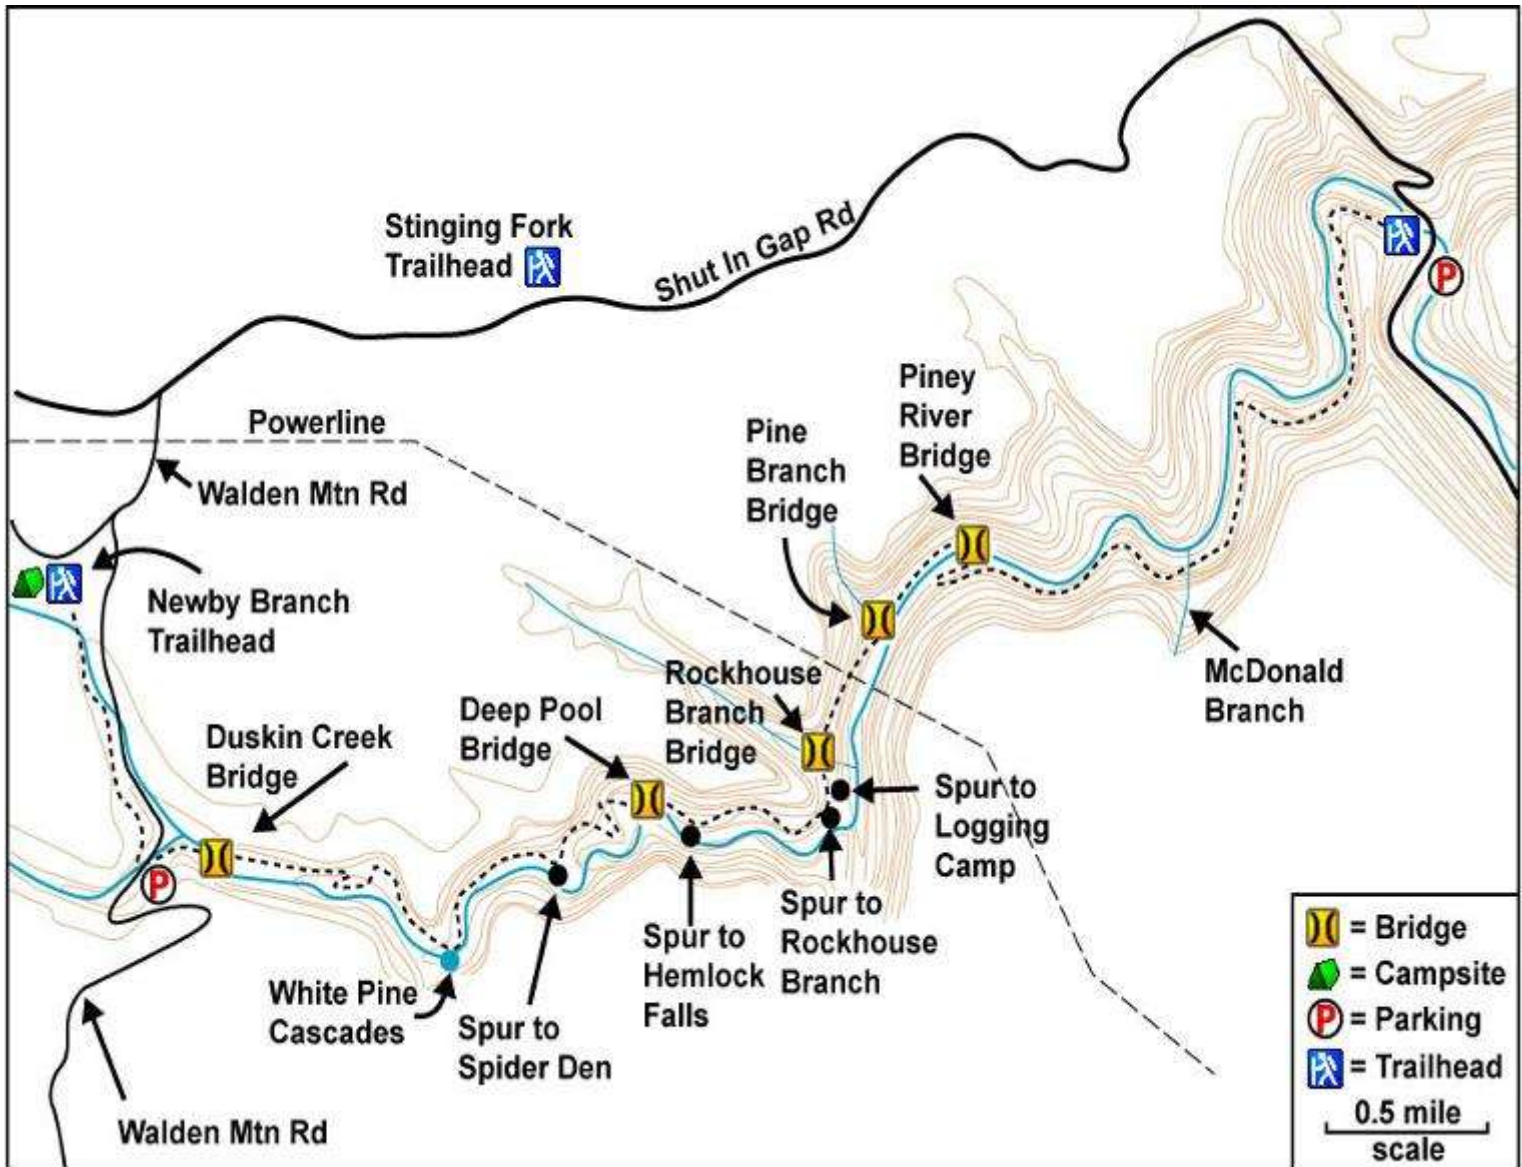 Stinging Fork
Trailhead
Shut In Gap Rd
Powerline
Walden Mtn Rd
Newby Branch
Trailhead
Duskin Creek
Bridge
Deep Pool
Bridge
Rockhouse
Branch
Bridge
Pine
Branch
Bridge
Piney
River
Bridge
P
McDonald
Branch
Spur to
Logging
Camp
Spur to
Rockhouse
Branch
Spur to
Hemlock
Falls
Spur to
Spider Den
White Pine
Cascades
P
Walden Mtn Rd
= Bridge
= Campsite
P = Parking
= Trailhead
0.5 mile
scale